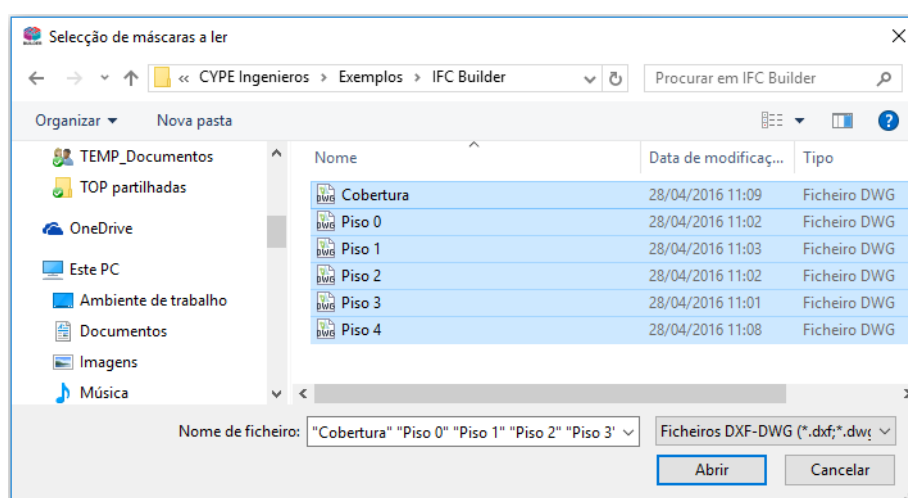 Selecção de máscaras a ler
« CYPE Ingenieros > Exemplos > IFC Builder
Procurar em IFC Builder
Organizar
Nova pasta
TEMP_Documentos
TOP partilhadas
OneDrive
Este PC
Ambiente de trabalho
Documentos
Imagens
Música
Nome Data de modificaç... Tipo
Cobertura 28/04/2016 11:09 Ficheiro DWG
Piso 0 28/04/2016 11:02 Ficheiro DWG
Piso 1 28/04/2016 11:03 Ficheiro DWG
Piso 2 28/04/2016 11:02 Ficheiro DWG
Piso 3 28/04/2016 11:01 Ficheiro DWG
Piso 4 28/04/2016 11:08 Ficheiro DWG
Nome de ficheiro: "Cobertura" "Piso 0" "Piso 1" "Piso 2" "Piso 3'
Ficheiros DXF-DWG (*.dxf;*.dwg
Abrir
Cancelar